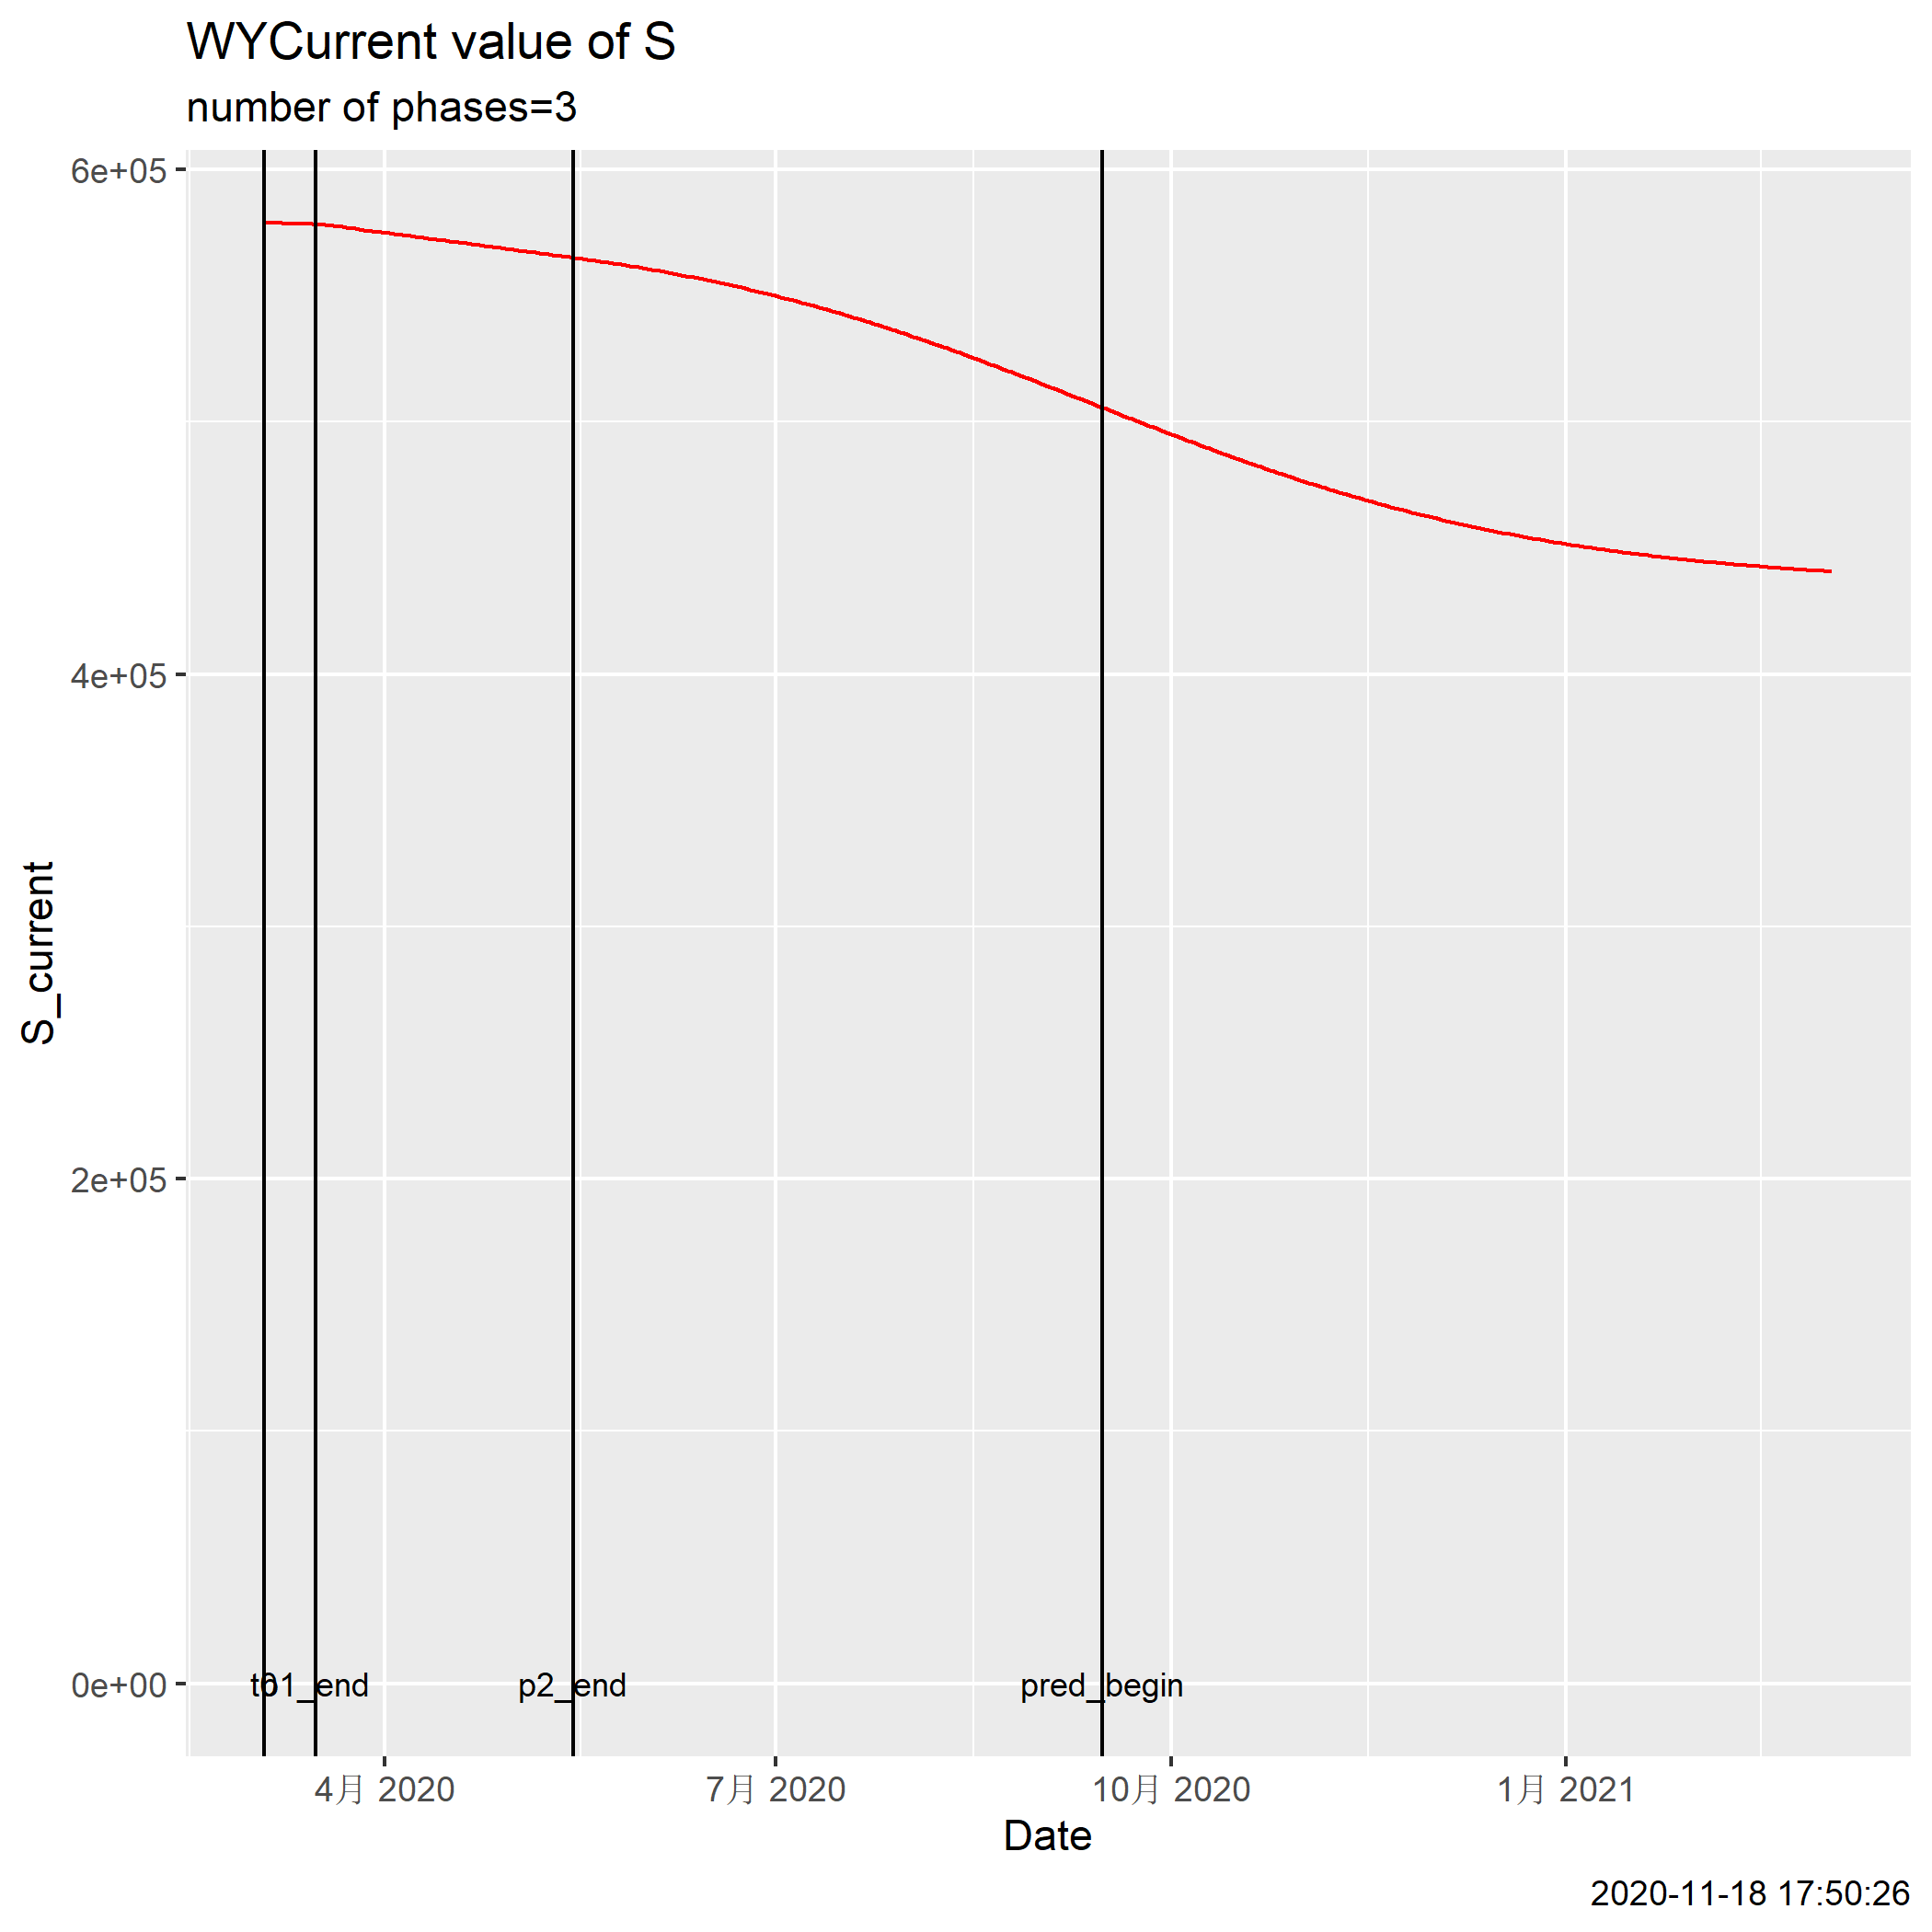 WYCurrent value of S
number of phases=3
6e+05
4e+05
2e+05
0e+00
S_current
p1_end
p2_end
pred_begin
4月 2020
7月 2020
10月 2020
1月 2021
Date
2020-11-18 17:50:26